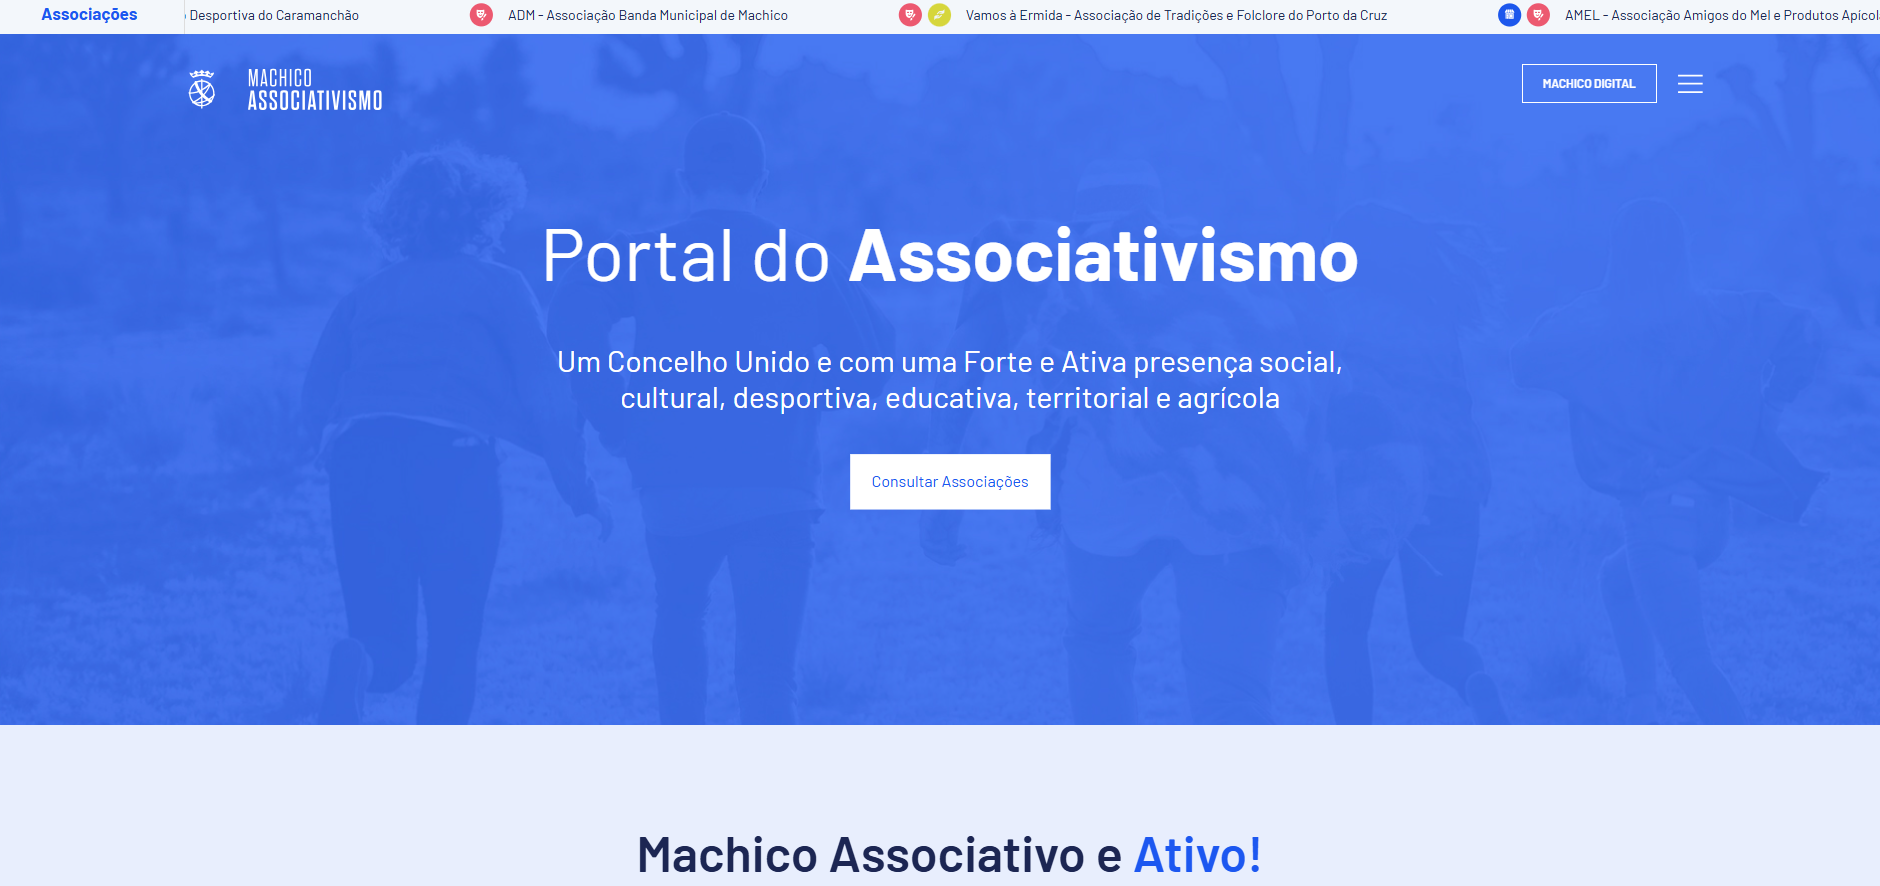 Associações
Desportiva do Caramanchão
ADM - Associação Banda Municipal de Machico
Vamos à Ermida - Associação de Tradições e Folclore do Porto da Cruz
AMEL - Associação Amigos do Mel e Produtos
MACHICO
ASSOCIATIVISMO
MACHICO DIGITAL
Portal do Associativismo
Um Concelho Unido e com uma Forte e Ativa presença social,
cultural, desportiva, educativa, territorial e agrícola
Consultar Associações
Machico Associativo e Ativo!